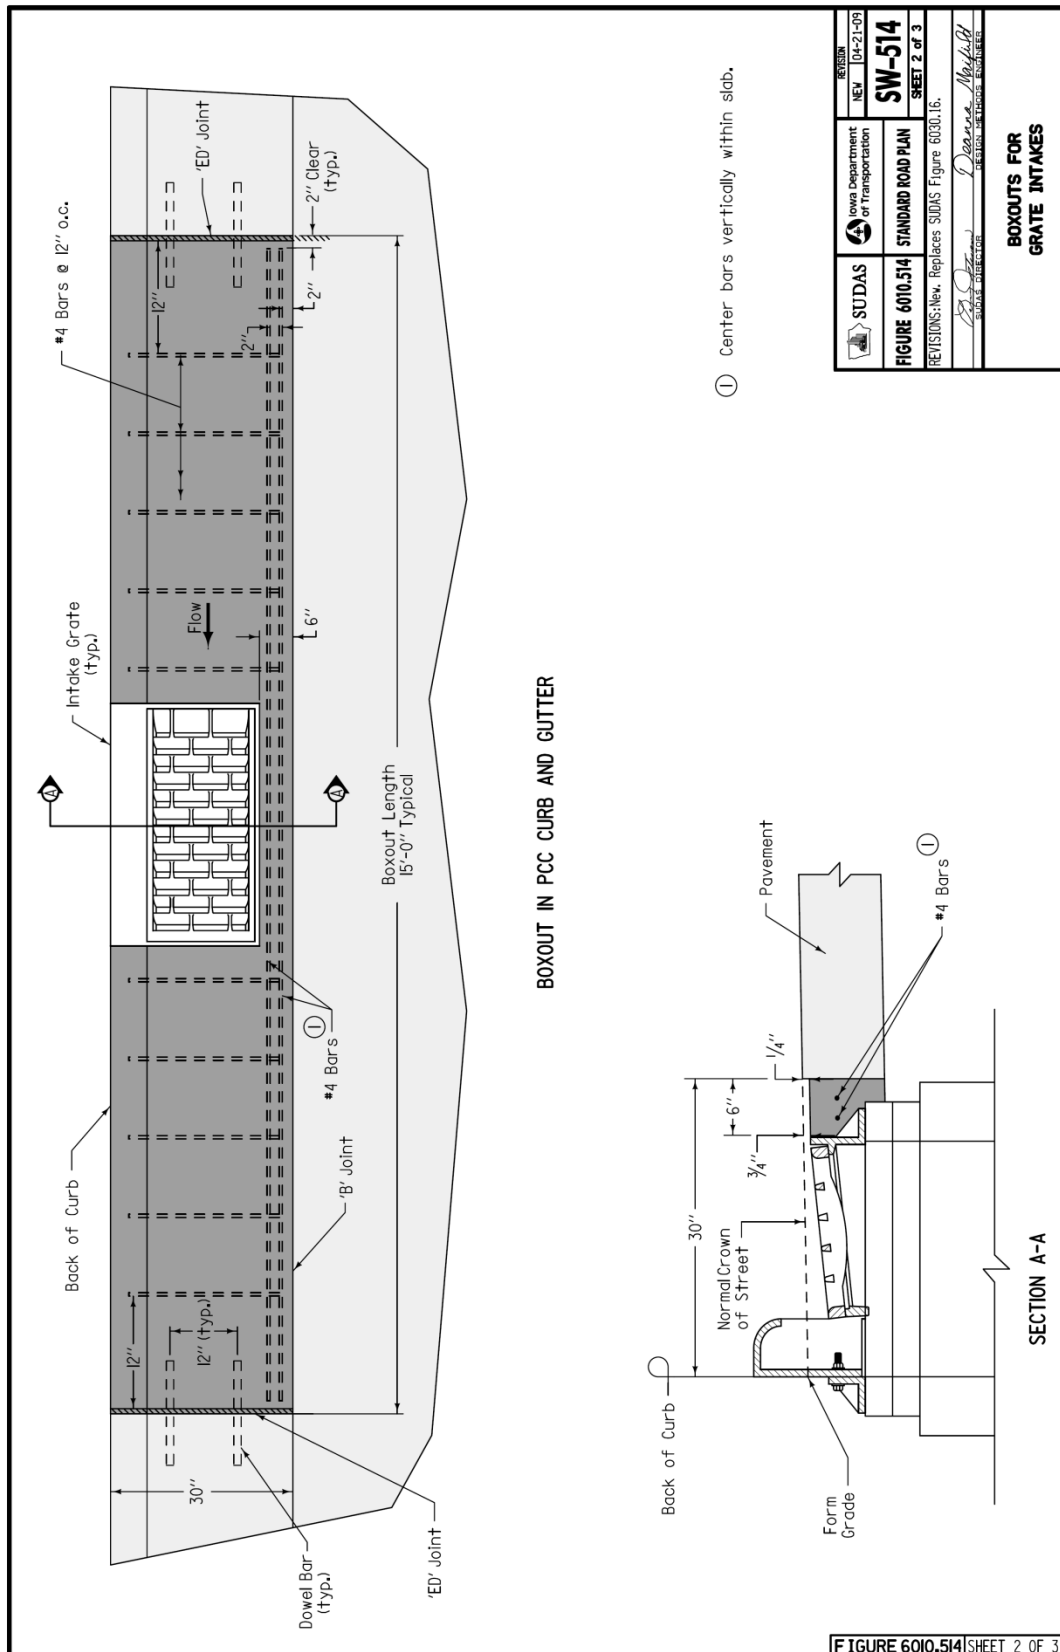 Back of Curb
Intake Grate
(typ.)
#4 Bars @ 12" o.c.
'ED' Joint
12"
12" (typ.)
30"
Flow
12"
2"
2"
2" Clear
(typ.)
6"
A
A
Dowel Bar
(typ.)
'ED' Joint
'B' Joint
#4 Bars
1
Boxout Length
15'-0" Typical
BOXOUT IN PCC CURB AND GUTTER
Back of Curb
Form
Grade
Normal Crown
of Street
30"
3/4"
6"
1/4"
Pavement
#4 Bars
1
SECTION A-A
1 Center bars vertically within slab.
SUDAS
Iowa Department
of Transportation
REVISION
NEW 04-21-09
FIGURE 6010.514
STANDARD ROAD PLAN
SW-514
SHEET 2 of 3
REVISIONS: New. Replaces SUDAS Figure 6030.16.
SUDAS DIRECTOR
DESIGN METHODS ENGINEER
BOXOUTS FOR
GRATE INTAKES
FIGURE 6010.514 SHEET 2 OF 3